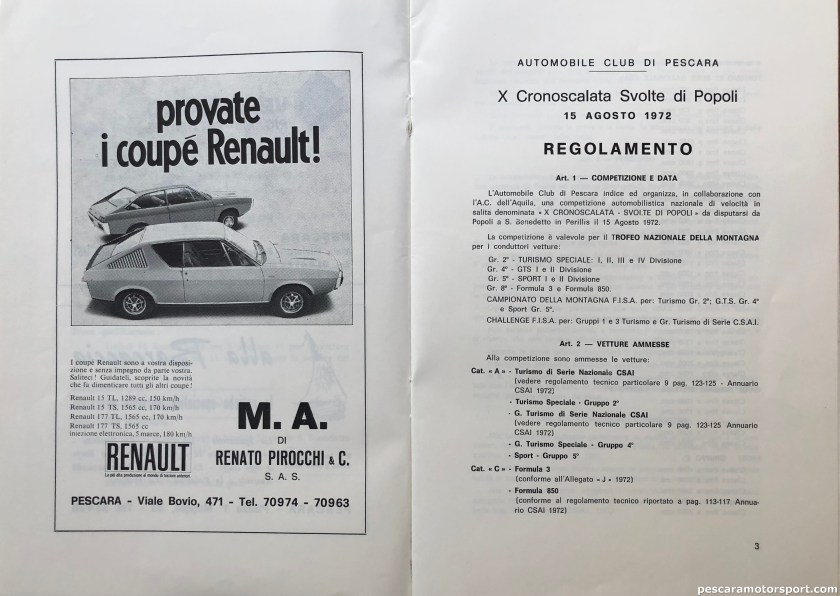 provate
i coupé Renault!
I coupé Renault sono a vostra disposi-
zione e senza impegno da parte vostra.
Saliteci! Guidateli, scoprite la novità
che fa dimenticare tutti gli altri coupé!
Renault 15 TL, 1289 cc, 150 km/h
Renault 15 TS, 1565 cc, 170 km/h
Renault 177 TL, 1565 cc, 170 km/h
Renault 177 TS, 1565 cc
iniezione elettronica, 5 marce, 180 km/h
RENAULT
La più alta produzione al mondo di trazioni anteriori.
M. A.
DI
RENATO PIROCCHI & C.
S. A. S.
PESCARA - Viale Bovio, 471 - Tel. 70974 - 70963
AUTOMOBILE CLUB DI PESCARA
X Cronoscalata Svolte di Popoli
15 AGOSTO 1972
REGOLAMENTO
Art. 1 — COMPETIZIONE E DATA
L'Automobile Club di Pescara indice ed organizza, in collaborazione con
l'A.C. dell'Aquila, una competizione automobilistica nazionale di velocità in
salita denominata « X CRONOSCALATA - SVOLTE DI POPOLI » da disputarsi da
Popoli a S. Benedetto in Perillis il 15 Agosto 1972.
La competizione è valevole per il TROFEO NAZIONALE DELLA MONTAGNA
per i conduttori vetture:
Gr. 2° - TURISMO SPECIALE: I, II, III e IV Divisione
Gr. 4° - GTS I e II Divisione
Gr. 5° - SPORT I e II Divisione
Gr. 8° - Formula 3 e Formula 850.
CAMPIONATO DELLA MONTAGNA F.I.S.A. per: Turismo Gr. 2°; G.T.S. Gr. 4°
e Sport Gr. 5°.
CHALLENGE F.I.S.A. per: Gruppi 1 e 3 Turismo e Gr. Turismo di Serie C.S.A.I.
Art. 2 — VETTURE AMMESSE
Alla competizione sono ammesse le vetture:
Cat. « A » - Turismo di Serie Nazionale CSAI
(vedere regolamento tecnico particolare 9 pag. 123-125 - Annuario
CSAI 1972)
- Turismo Speciale - Gruppo 2°
- G. Turismo di Serie Nazionale CSAI
(vedere regolamento tecnico particolare 9 pag. 123-125 Annuario
CSAI 1972)
- G. Turismo Speciale - Gruppo 4°
- Sport - Gruppo 5°
Cat. « C » - Formula 3
(conforme all'Allegato « J » 1972)
- Formula 850
(conforme al regolamento tecnico riportato a pag. 113-117 Annua-
rio CSAI 1972)
3
pescaramotorsport.com